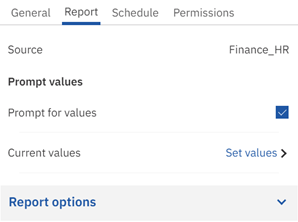 General Report Schedule Permissions
Source Finance_HR
Prompt values
Prompt for values
Current values Set values
Report options